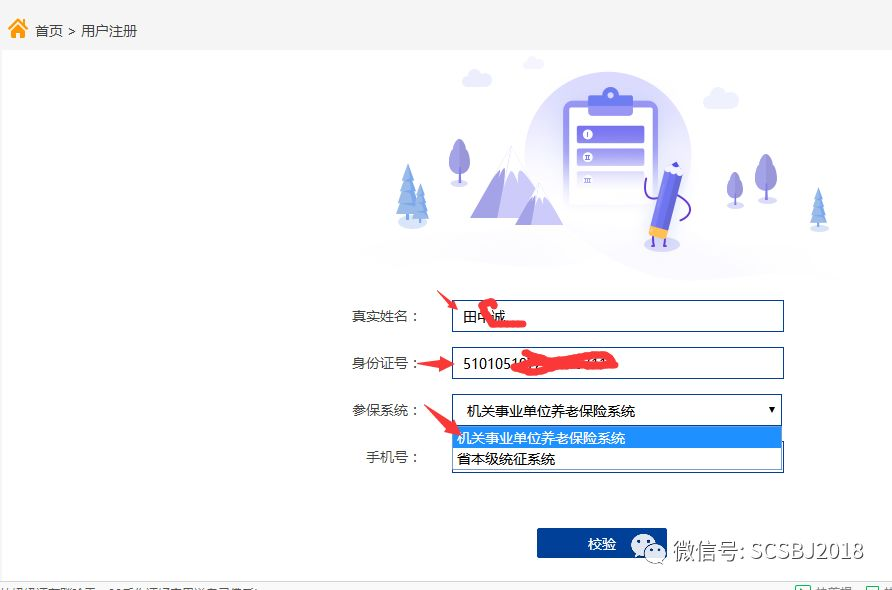 首页 > 用户注册
I
II
III
真实姓名：
田 诚
身份证号：
参保系统：
机关事业单位养老保险系统
机关事业单位养老保险系统
省本级统征系统
手机号：
校验
微信号: SCSBJ2018